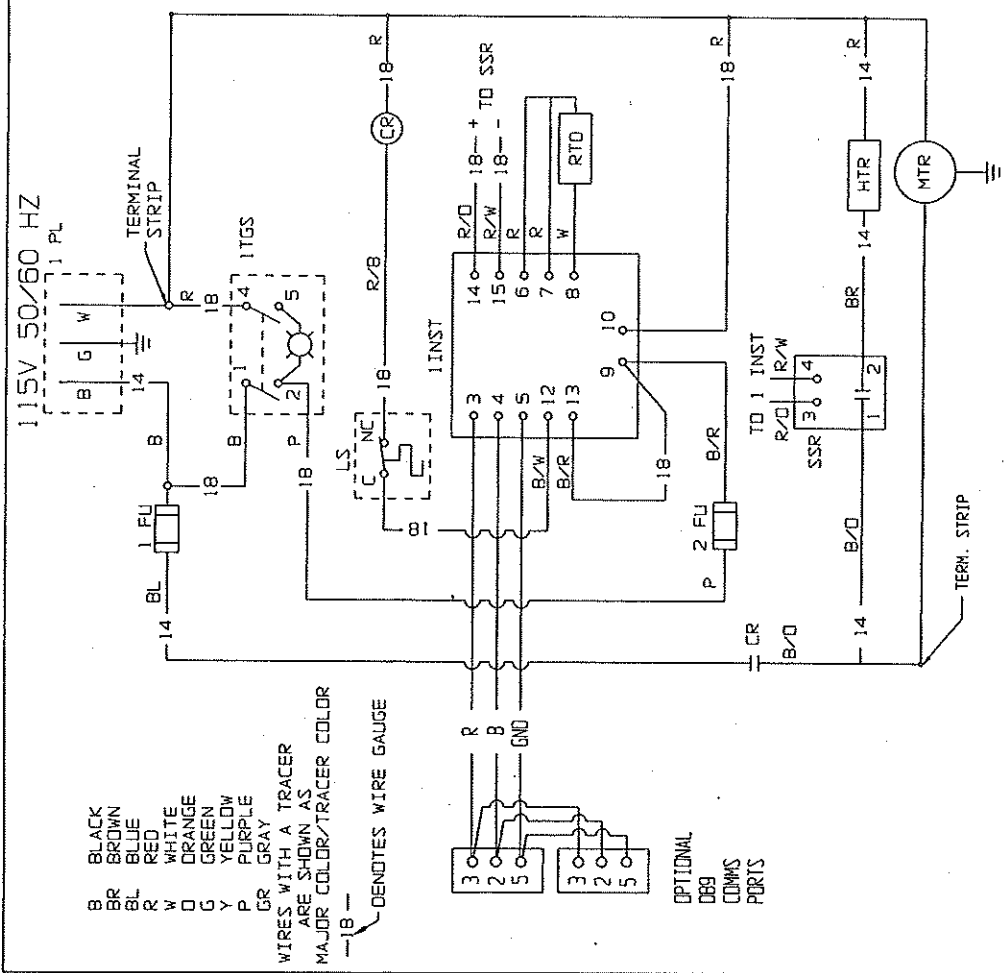 115V 50/60 HZ
1 PL
B
G
W
14
TERMINAL
STRIP
B
R
18
1TGS
1
4
2
5
B
18
P
18
1 FU
BL
14
R
18
CR
R/B
18
LS
C
NC
18
R/O
18
+
TO SSR
R/W
18
-
R
R
W
RTD
14
15
6
7
8
1INST
10
9
3
4
5
12
13
B/W
B/R
18
R
18
B/R
2 FU
P
R
14
HTR
MTR
14
BR
TO 1 INST
R/O
R/W
3
4
SSR
1
2
B/O
14
CR
B/O
TERM. STRIP
B BLACK
BR BROWN
BL BLUE
R RED
W WHITE
O ORANGE
G GREEN
Y YELLOW
P PURPLE
GR GRAY
WIRES WITH A TRACER
ARE SHOWN AS
MAJOR COLOR/TRACER COLOR
—18—
DENOTES WIRE GAUGE
R
B
GND
3
2
5
3
2
5
OPTIONAL
DB9
COMMS
PORTS